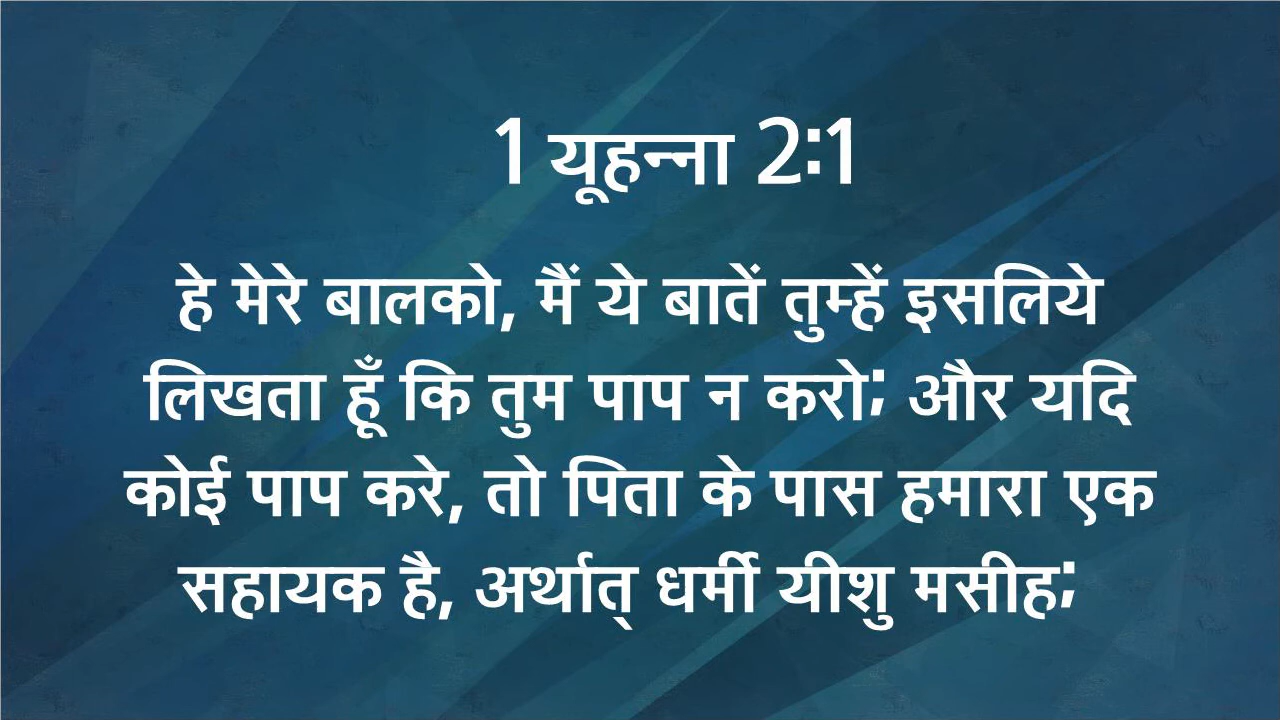 1 यूहन्ना 2:1
हे मेरे बालको, मैं ये बातें तुम्हें इसलिये
लिखता हूँ कि तुम पाप न करो; और यदि
कोई पाप करे, तो पिता के पास हमारा एक
सहायक है, अर्थात् धर्मी यीशु मसीह;